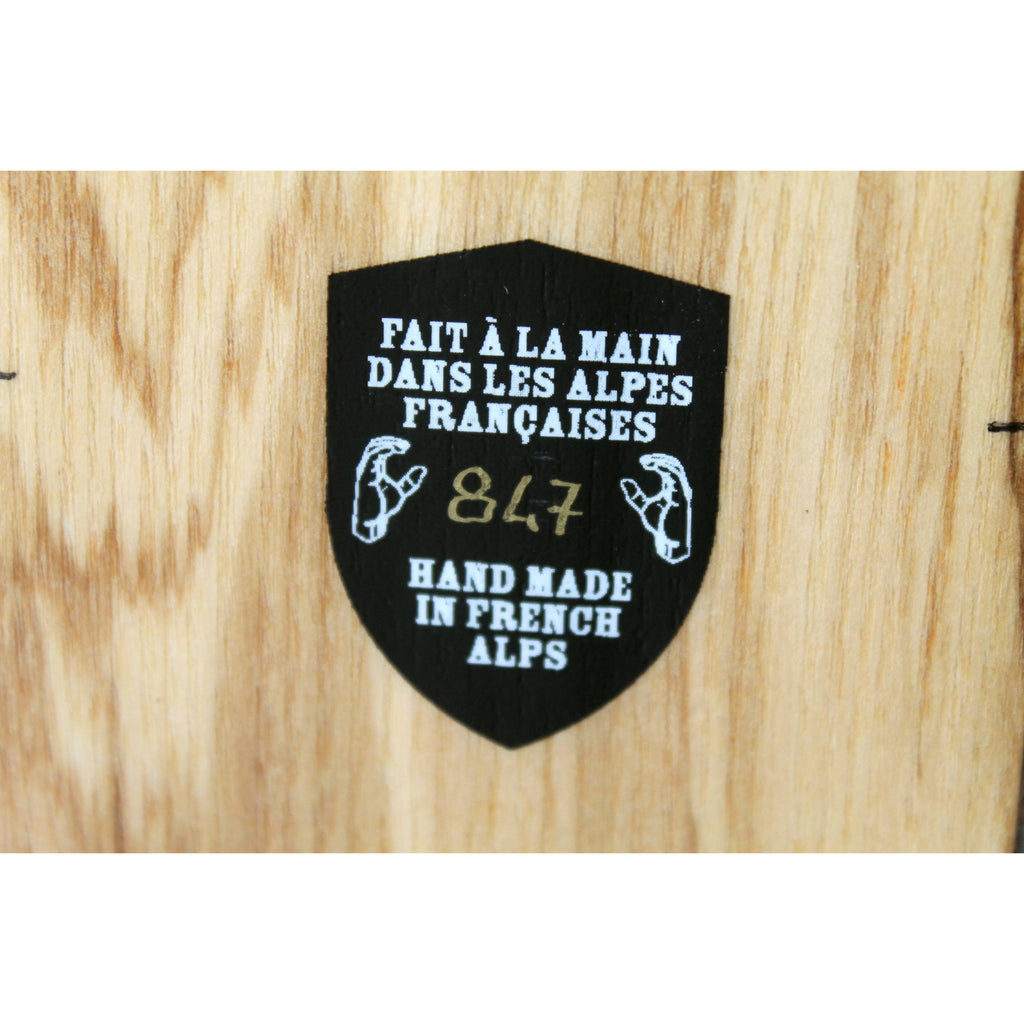 FAIT À LA MAIN
DANS LES ALPES
FRANÇAISES
847
HAND MADE
IN FRENCH
ALPS